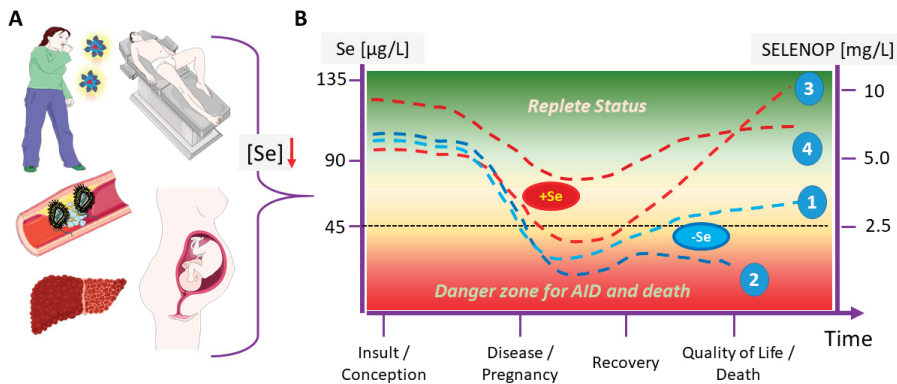 A
B
[Se]
Se [µg/L]
SELENOP [mg/L]
135
90
45
10
5.0
2.5
Replete Status
+Se
-Se
3
4
1
2
Danger zone for AID and death
Time
Insult /
Conception
Disease /
Pregnancy
Recovery
Quality of Life /
Death